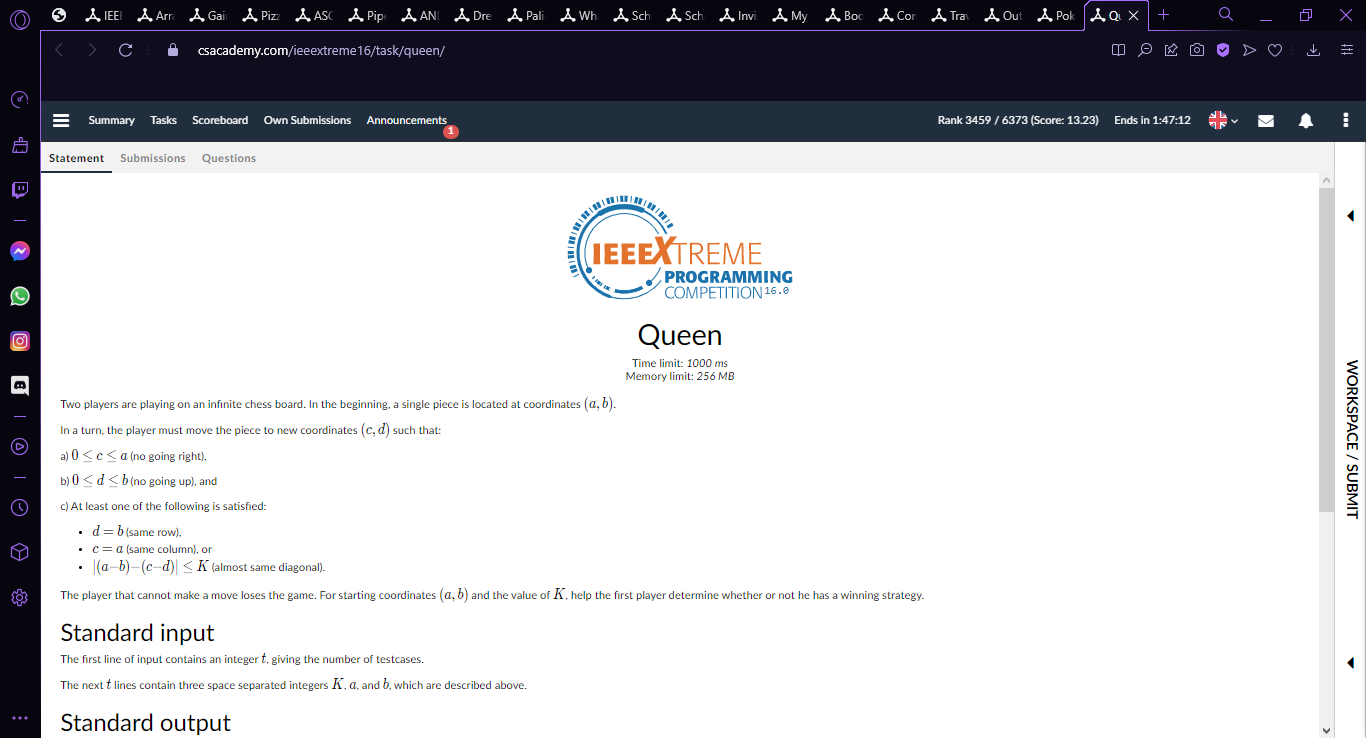 IEEI
Arra
Gai
Pizz
ASC
Pip
ANI
Dre
Pali
Wh
Sch
Sch
Invi
My
Boc
Cor
Tra
Out
Pok
Qu
csacademy.com/ieeextreme16/task/queen/
Summary Tasks Scoreboard Own Submissions Announcements 1 Rank 3459 / 6373 (Score: 13.23) Ends in 1:47:12
Statement Submissions Questions
IEEEXTREME
PROGRAMMING
COMPETITION 16.0
Queen
Time limit: 1000 ms
Memory limit: 256 MB
Two players are playing on an infinite chess board. In the beginning, a single piece is located at coordinates (a, b).
In a turn, the player must move the piece to new coordinates (c, d) such that:
a) 0 ≤ c ≤ a (no going right),
b) 0 ≤ d ≤ b (no going up), and
c) At least one of the following is satisfied:
• d = b (same row),
• c = a (same column), or
• |(a–b)–(c–d)| ≤ K (almost same diagonal).
The player that cannot make a move loses the game. For starting coordinates (a, b) and the value of K, help the first player determine whether or not he has a winning strategy.
Standard input
The first line of input contains an integer t, giving the number of testcases.
The next t lines contain three space separated integers K, a, and b, which are described above.
Standard output
WORKSPACE / SUBMIT